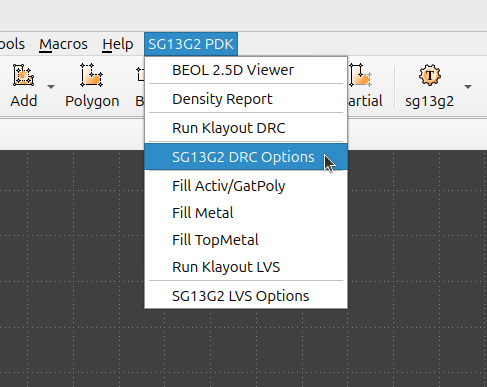 ools Macros Help SG13G2 PDK
Add Polygon B artial sg13g2
BEOL 2.5D Viewer
Density Report
Run Klayout DRC
SG13G2 DRC Options
Fill Activ/GatPoly
Fill Metal
Fill TopMetal
Run Klayout LVS
SG13G2 LVS Options